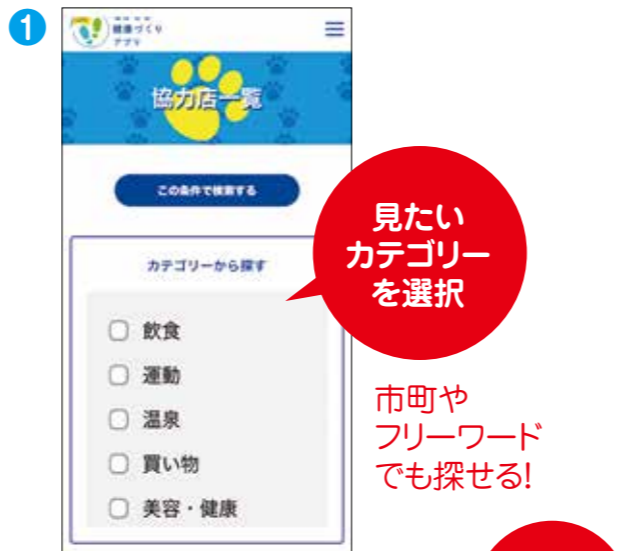 1
健康づくり
アプリ
協力店一覧
この条件で検索する
カテゴリーから探す
飲食
運動
温泉
買い物
美容・健康
見たい
カテゴリー
を選択
市町や
フリーワード
でも探せる!